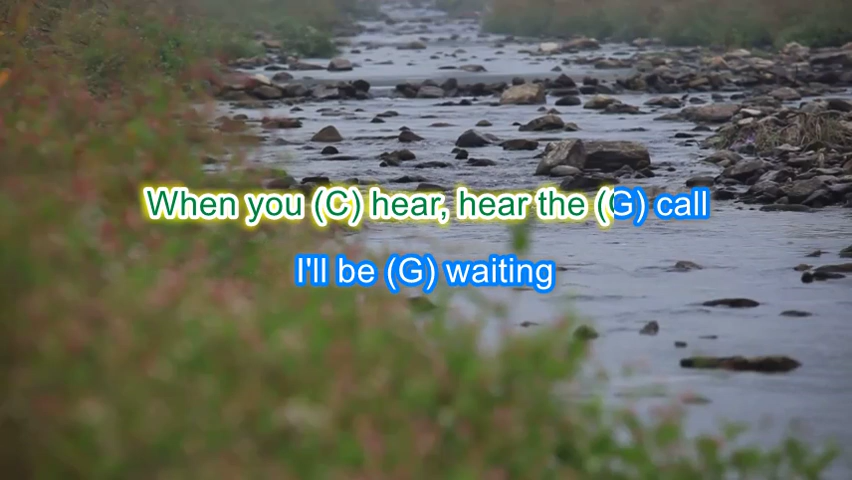 When you (C) hear, hear the (G) call
I'll be (G) waiting